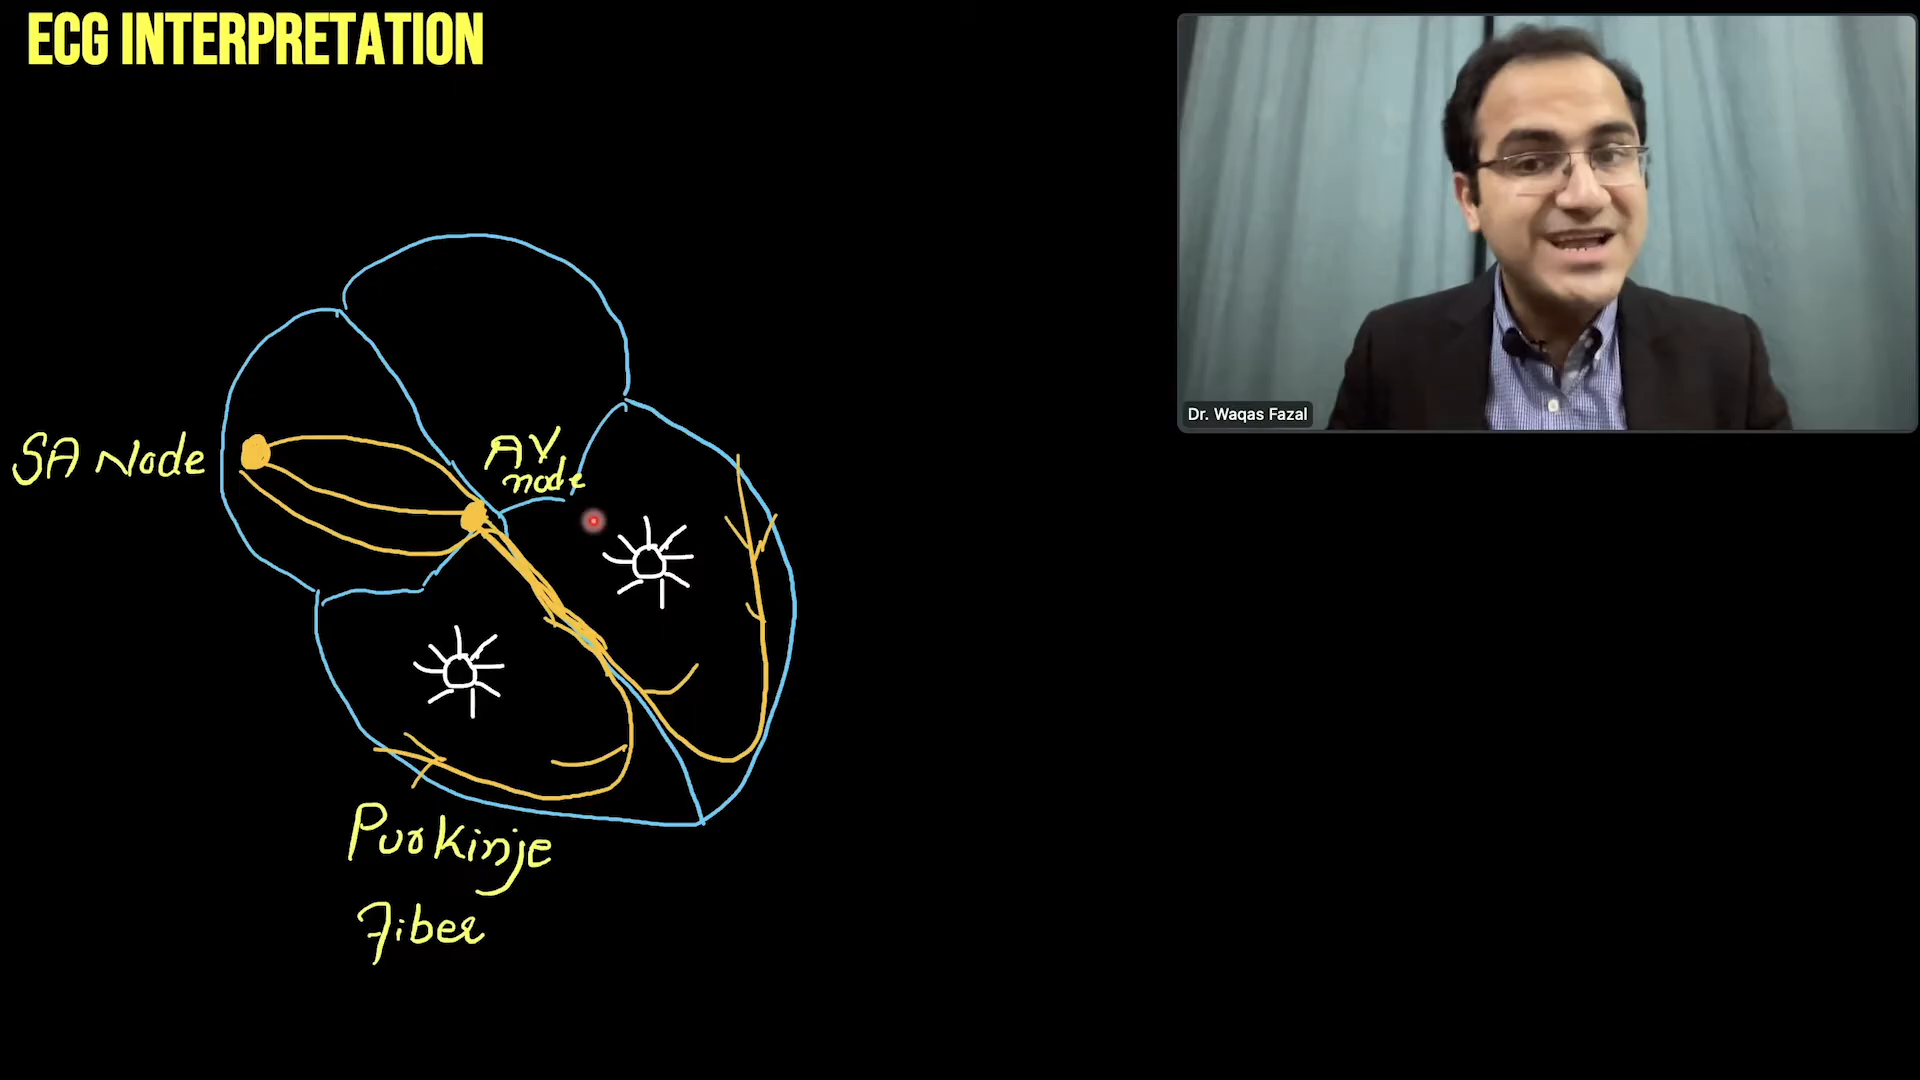 ECG INTERPRETATION
Dr. Waqas Fazal
SA Node
AV
node
Purkinje
Fiber